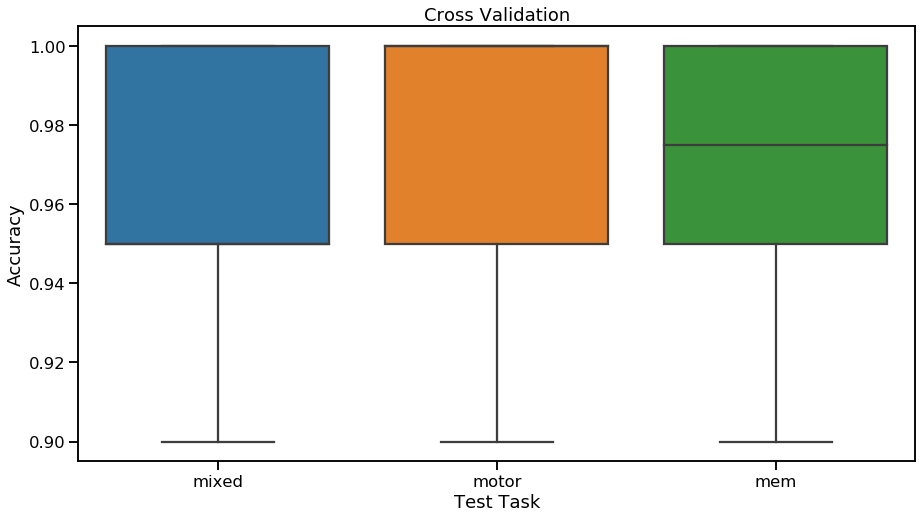 Cross Validation
1.00
0.98
0.96
0.94
0.92
0.90
Accuracy
mixed motor mem
Test Task